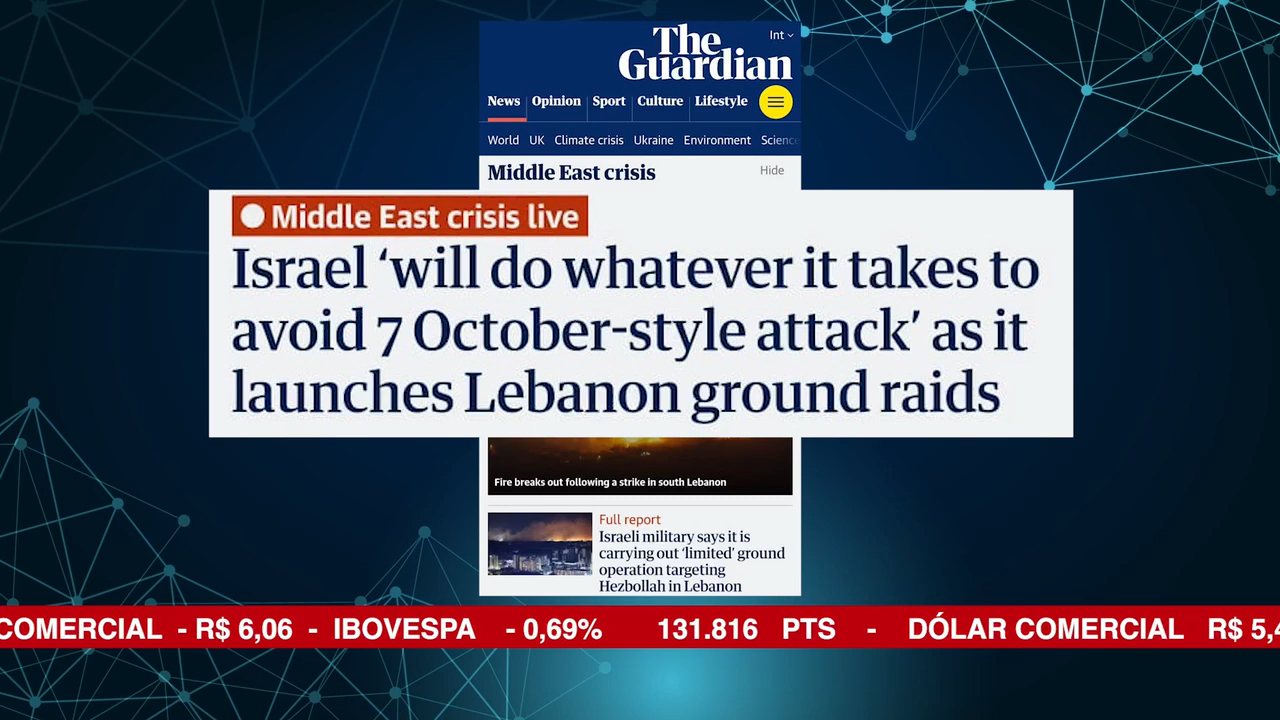 The
Guardian
Int
News Opinion Sport Culture Lifestyle
World UK Climate crisis Ukraine Environment Science
Middle East crisis Hide
Middle East crisis live
Israel ‘will do whatever it takes to
avoid 7 October-style attack’ as it
launches Lebanon ground raids
Fire breaks out following a strike in south Lebanon
Full report
Israeli military says it is
carrying out ‘limited’ ground
operation targeting
Hezbollah in Lebanon
COMERCIAL - R$ 6,06 - IBOVESPA - 0,69% 131.816 PTS - DÓLAR COMERCIAL R$ 5,4